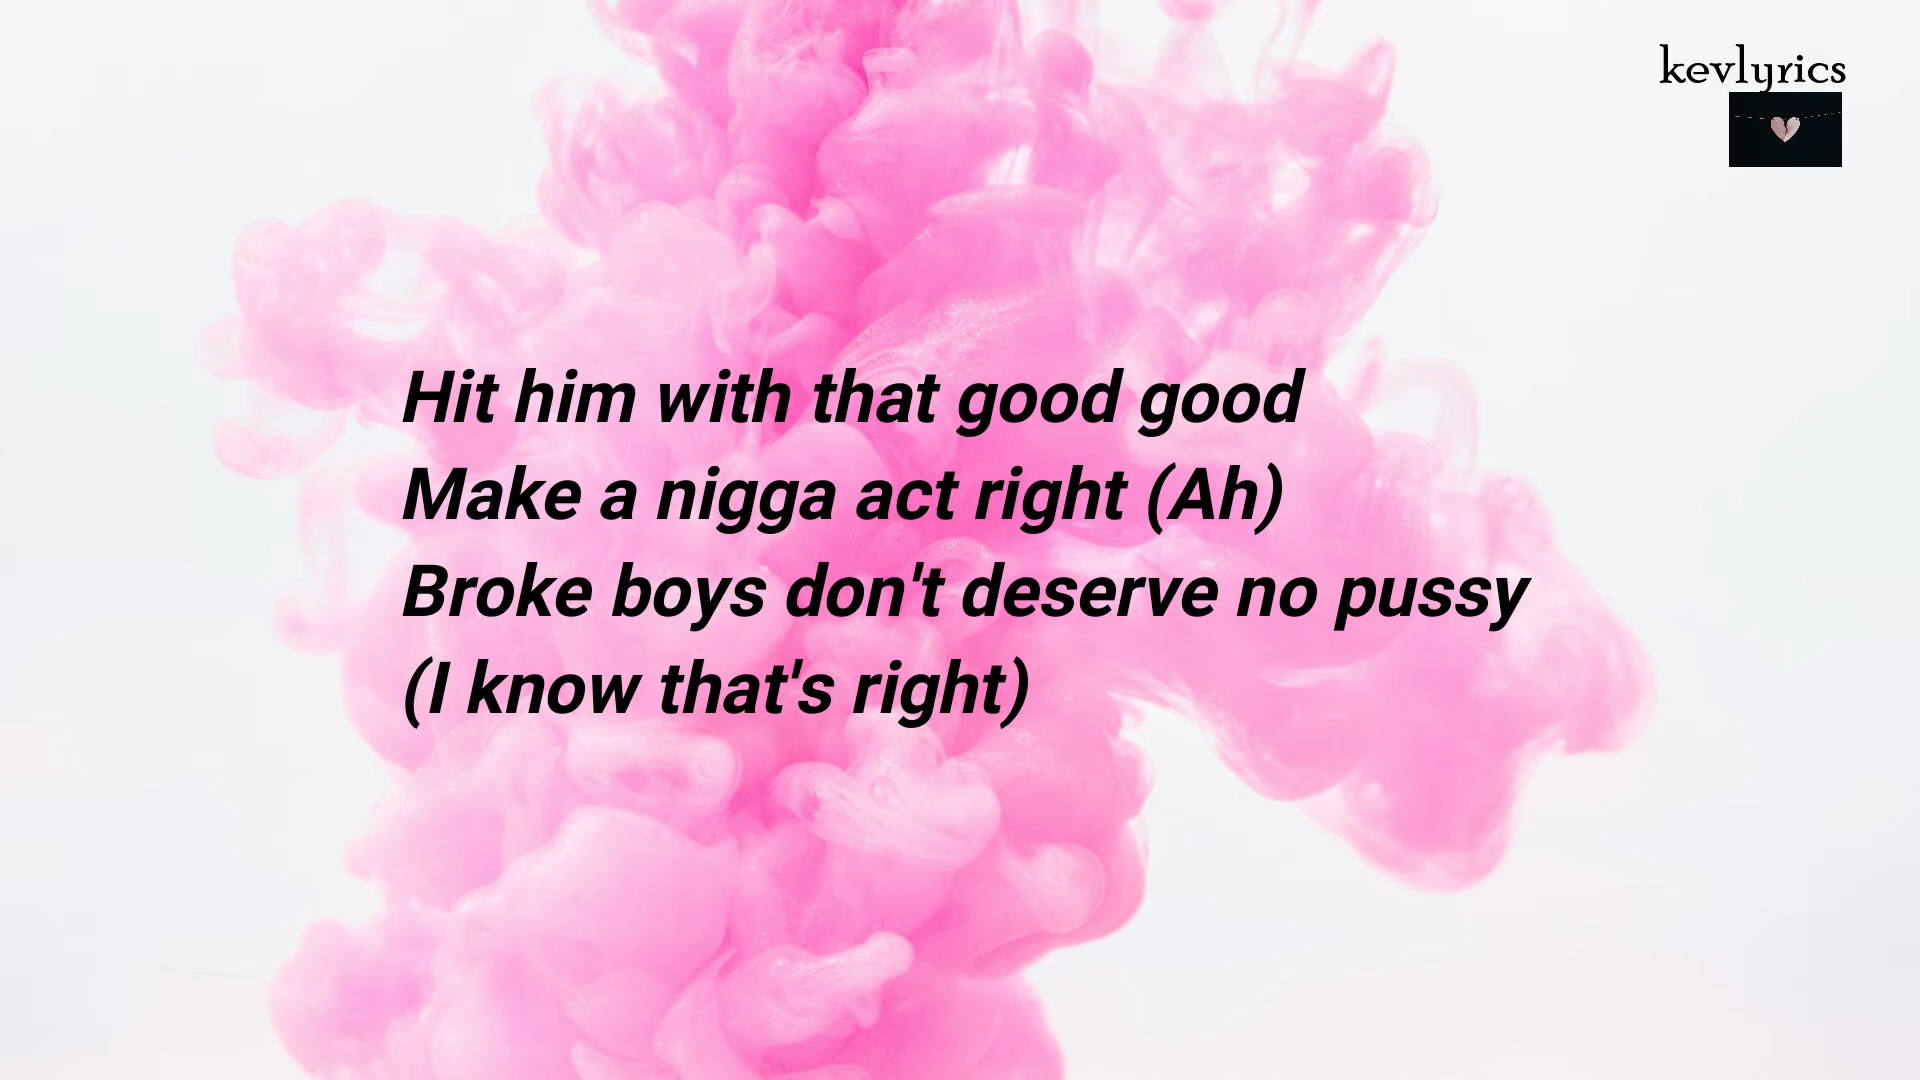 kevlyrics
Hit him with that good good
Make a nigga act right (Ah)
Broke boys don't deserve no pussy
(I know that's right)